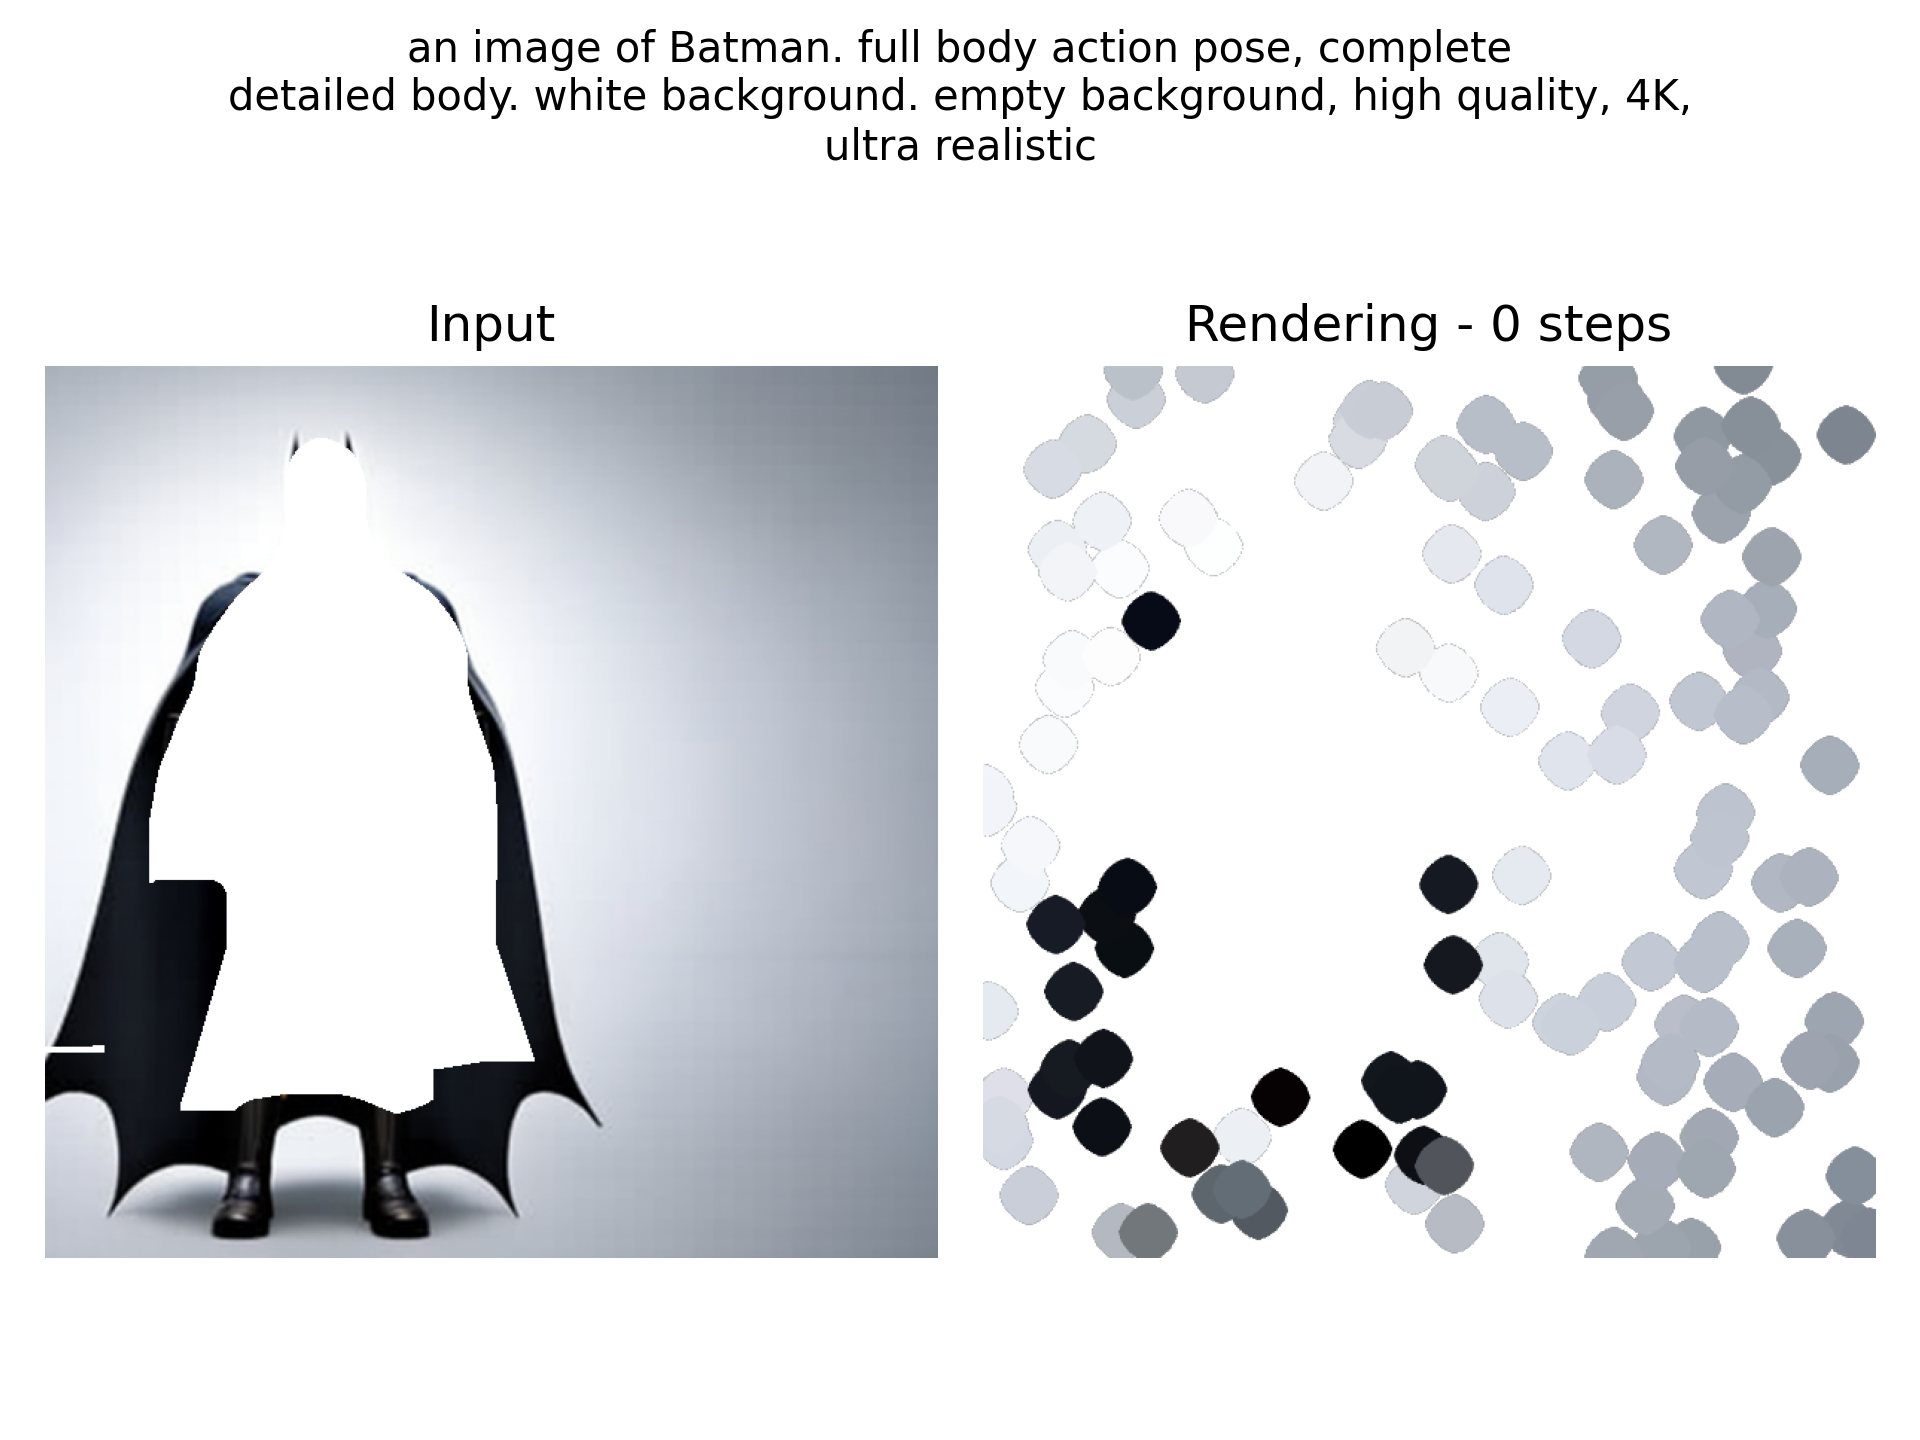 an image of Batman. full body action pose, complete
detailed body. white background. empty background, high quality, 4K,
ultra realistic
Input
Rendering - 0 steps